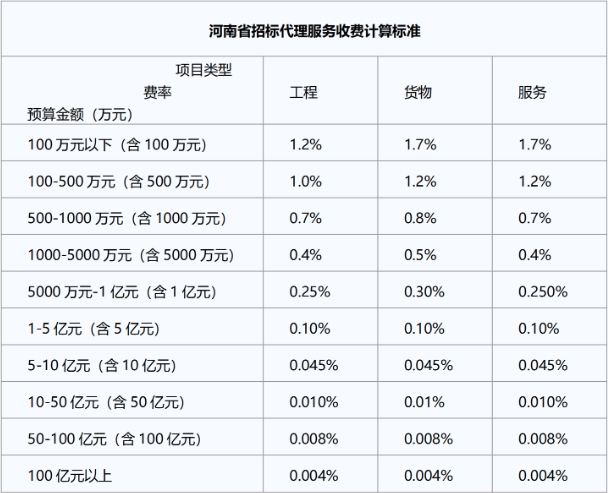 河南省招标代理服务收费计算标准
项目类型
费率
预算金额（万元）
工程 货物 服务
100 万元以下（含 100 万元） 1.2% 1.7% 1.7%
100-500 万元（含 500 万元） 1.0% 1.2% 1.2%
500-1000 万元（含 1000 万元） 0.7% 0.8% 0.7%
1000-5000 万元（含 5000 万元） 0.4% 0.5% 0.4%
5000 万元-1 亿元（含 1 亿元） 0.25% 0.30% 0.250%
1-5 亿元（含 5 亿元） 0.10% 0.10% 0.10%
5-10 亿元（含 10 亿元） 0.045% 0.045% 0.045%
10-50 亿元（含 50 亿元） 0.010% 0.01% 0.010%
50-100 亿元（含 100 亿元） 0.008% 0.008% 0.008%
100 亿元以上 0.004% 0.004% 0.004%